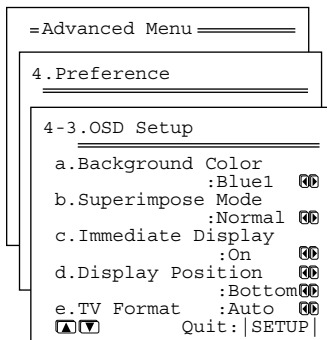 =Advanced Menu
4.Preference
4-3.OSD Setup
a.Background Color
:Blue1
b.Superimpose Mode
:Normal
c.Immediate Display
:On
d.Display Position
:Bottom
e.TV Format :Auto
Quit:|SETUP|